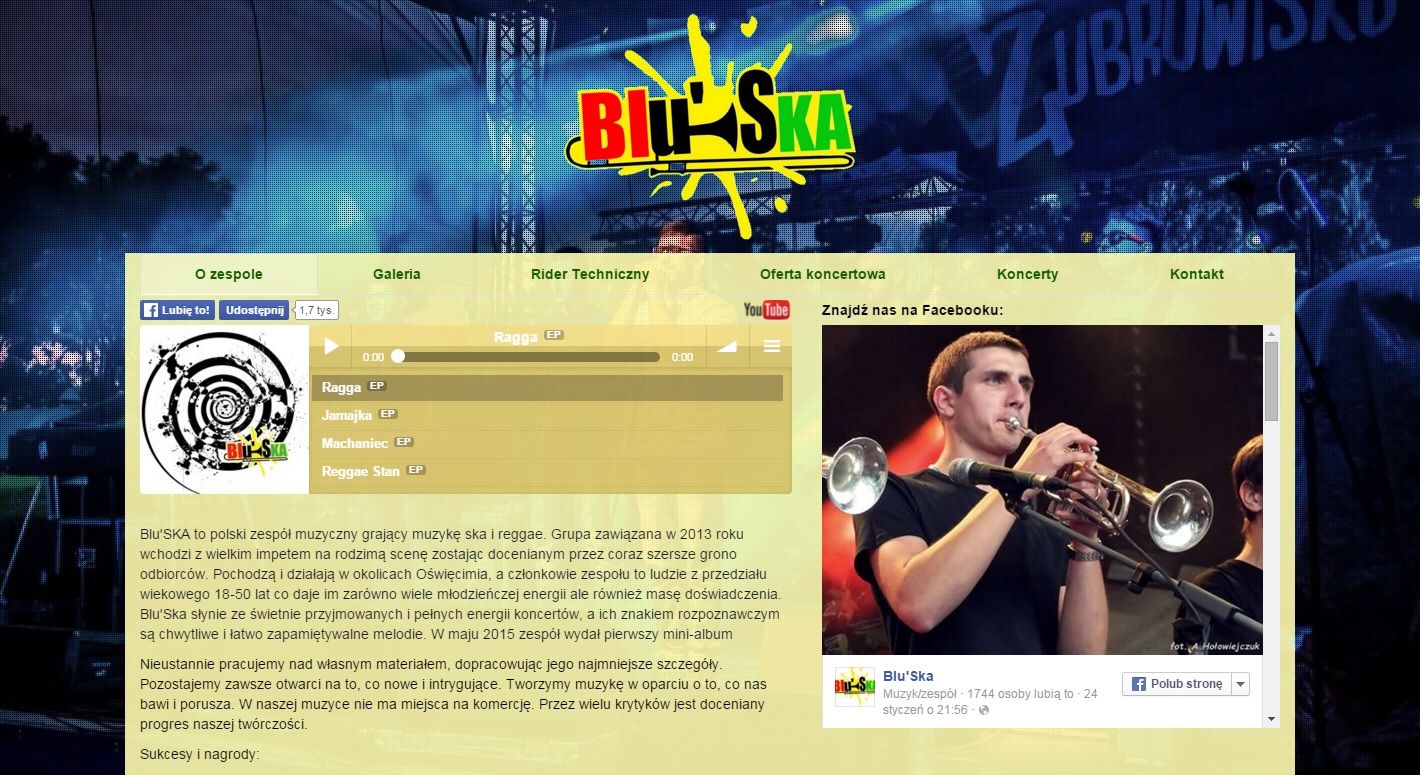 ŻUBROWISKO
Blu'SKA
O zespole
Galeria
Rider Techniczny
Oferta koncertowa
Koncerty
Kontakt
Lubię to!
Udostępnij
1,7 tys.
YouTube
Znajdź nas na Facebooku:
Ragga EP
0:00
0:00
Ragga EP
Jamajka EP
Machaniec EP
Reggae Stan EP
Blu'SKA
Blu'SKA to polski zespół muzyczny grający muzykę ska i reggae. Grupa zawiązana w 2013 roku
wchodzi z wielkim impetem na rodzimą scenę zostając docenianym przez coraz szersze grono
odbiorców. Pochodzą i działają w okolicach Oświęcimia, a członkowie zespołu to ludzie z przedziału
wiekowego 18-50 lat co daje im zarówno wiele młodzieńczej energii ale również masę doświadczenia.
Blu'Ska słynie ze świetnie przyjmowanych i pełnych energii koncertów, a ich znakiem rozpoznawczym
są chwytliwe i łatwo zapamiętywalne melodie. W maju 2015 zespół wydał pierwszy mini-album
Nieustannie pracujemy nad własnym materiałem, dopracowując jego najmniejsze szczegóły.
Pozostajemy zawsze otwarci na to, co nowe i intrygujące. Tworzymy muzykę w oparciu o to, co nas
bawi i porusza. W naszej muzyce nie ma miejsca na komercję. Przez wielu krytyków jest doceniany
progres naszej twórczości.
Sukcesy i nagrody:
fot. A.Hołowiejczuk
Blu'SKA
Blu'Ska
Muzyk/zespół · 1744 osoby lubią to · 24
styczeń o 21:56 ·
Polub stronę